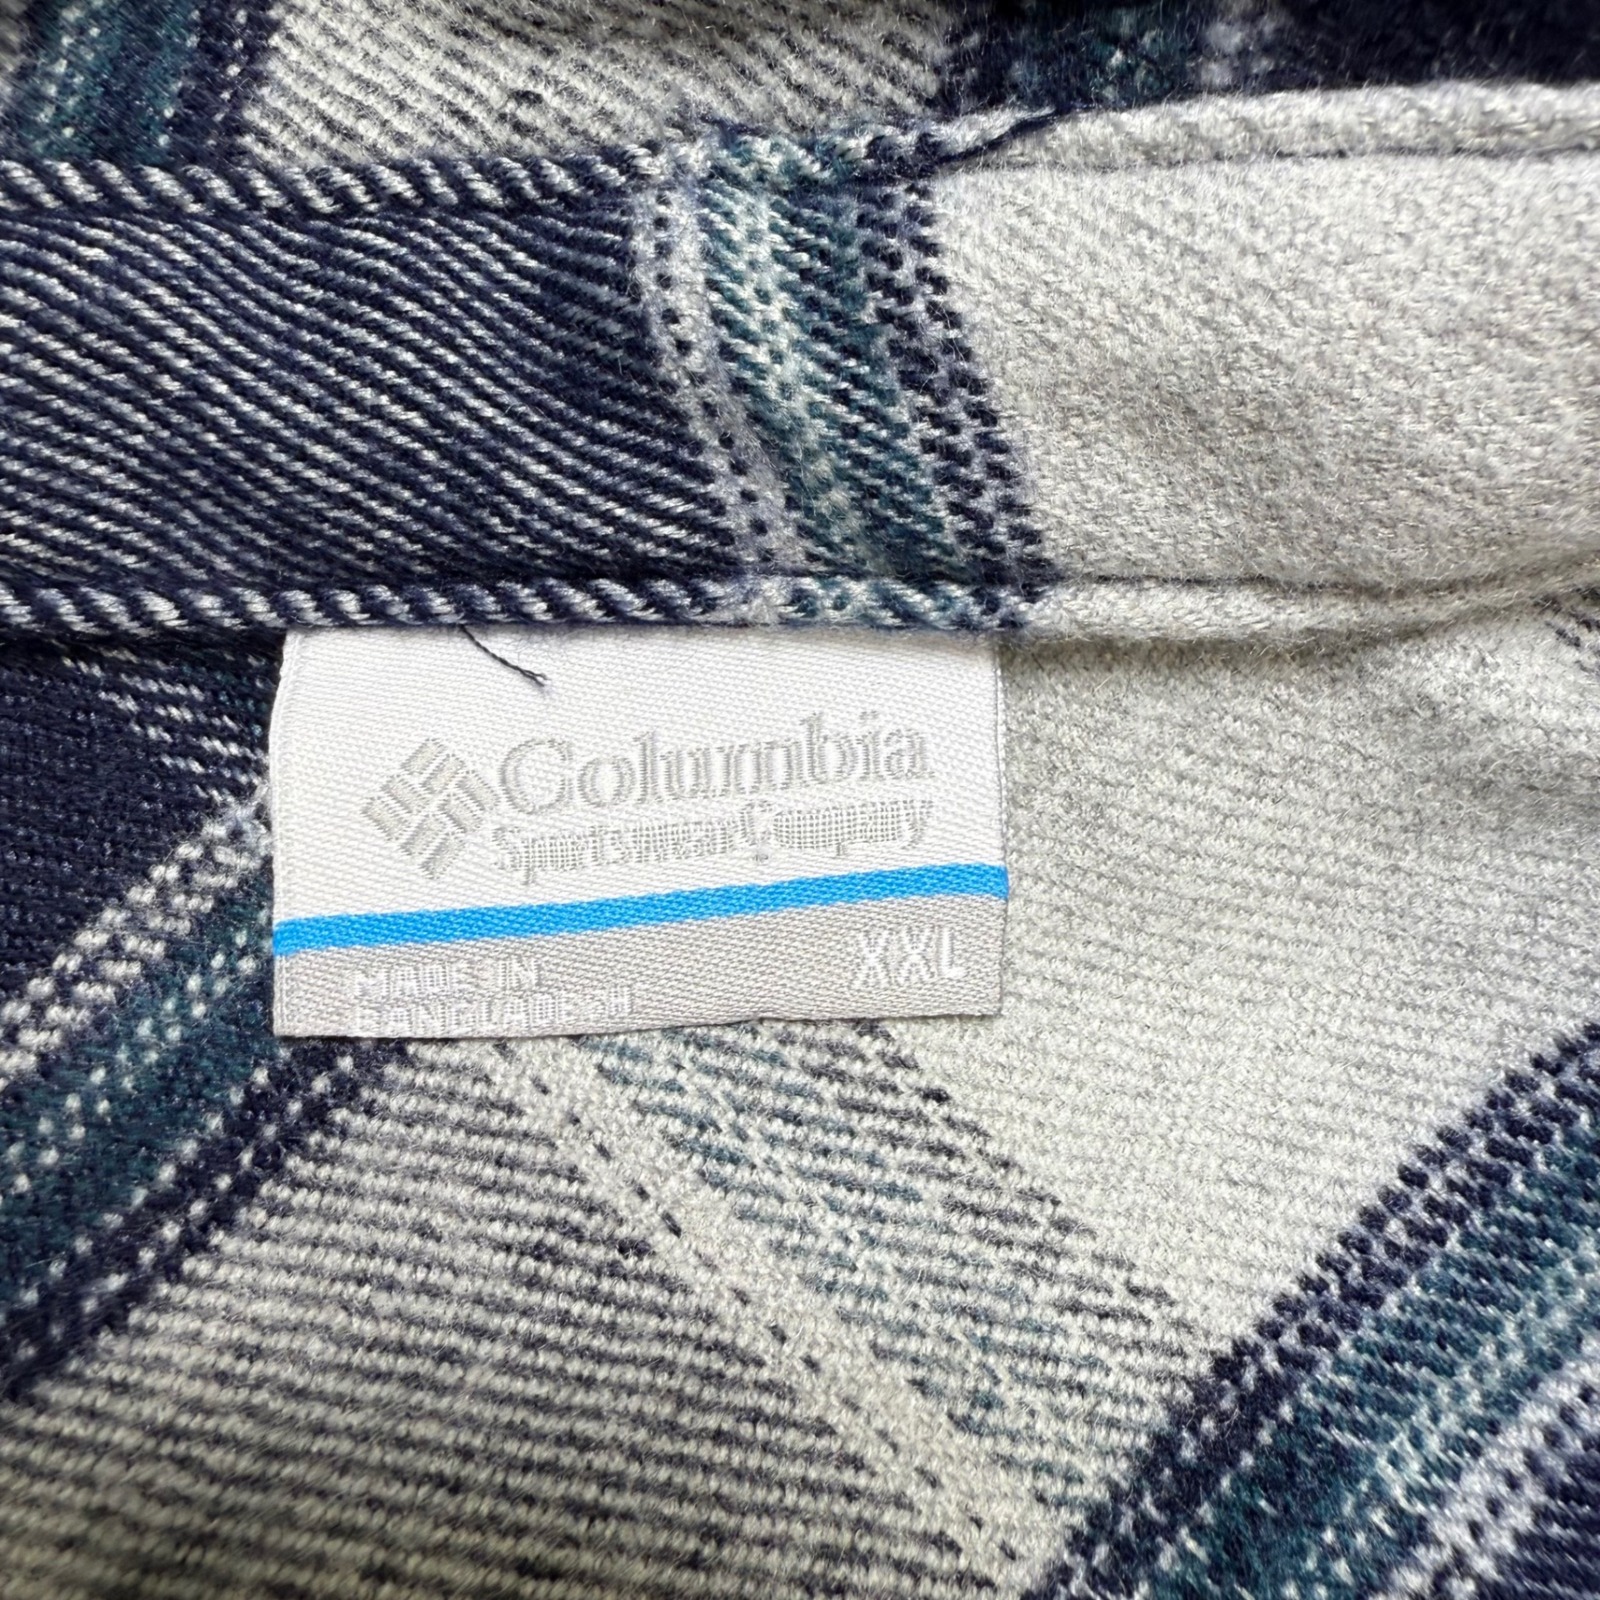 Columbia
Sportswear Company
XXL
MADE IN
BANGLADESH